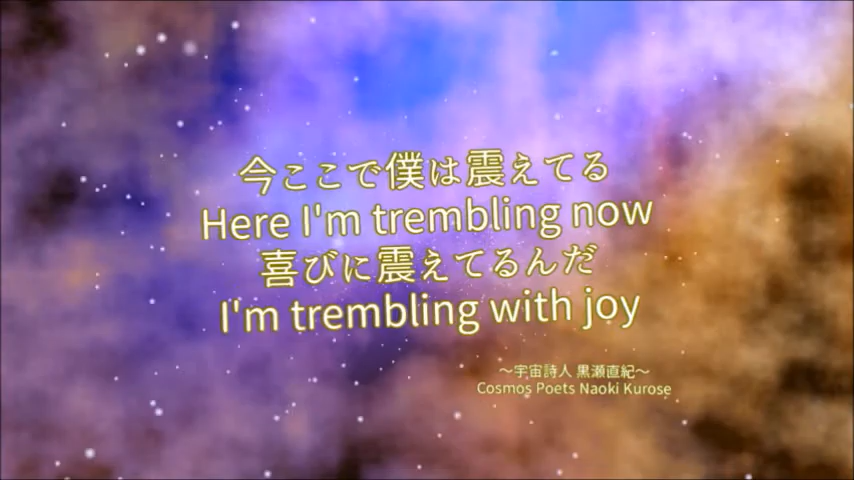 今ここで僕は震えてる
Here I'm trembling now
喜びに震えてるんだ
I'm trembling with joy
〜宇宙詩人 黒瀬直紀〜
Cosmos Poets Naoki Kurose